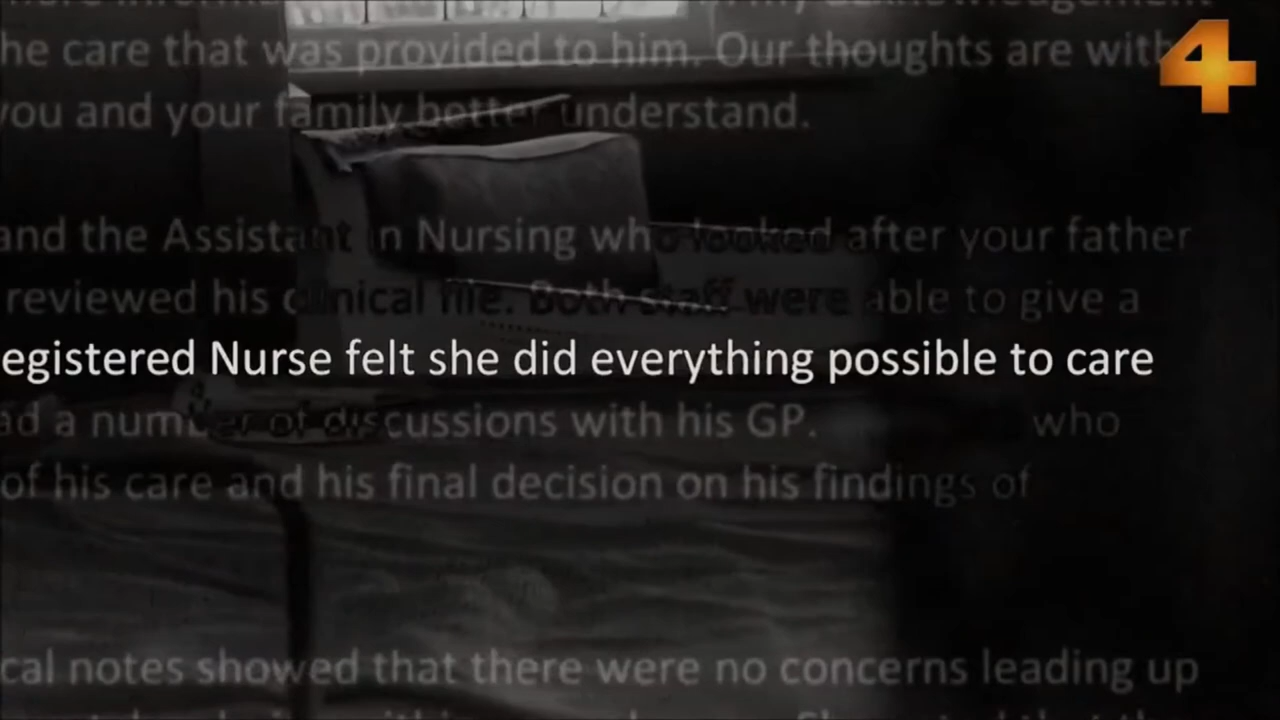 he care that was provided to him. Our thoughts are with
you and your family better understand.
and the Assistant in Nursing who looked after your father
reviewed his clinical file. Both staff were able to give a
egistered Nurse felt she did everything possible to care
ad a number of discussions with his GP. who
of his care and his final decision on his findings of
cal notes showed that there were no concerns leading up
4